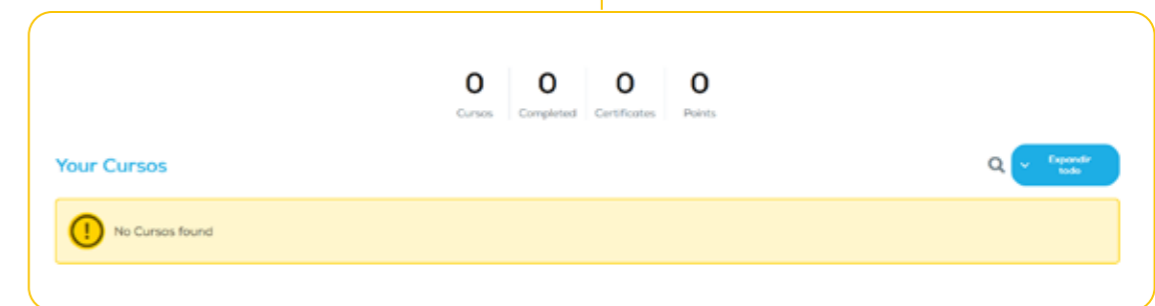 0 0 0 0
Cursos Completed Certificates Points
Your Cursos
Expandir
todo
No Cursos found